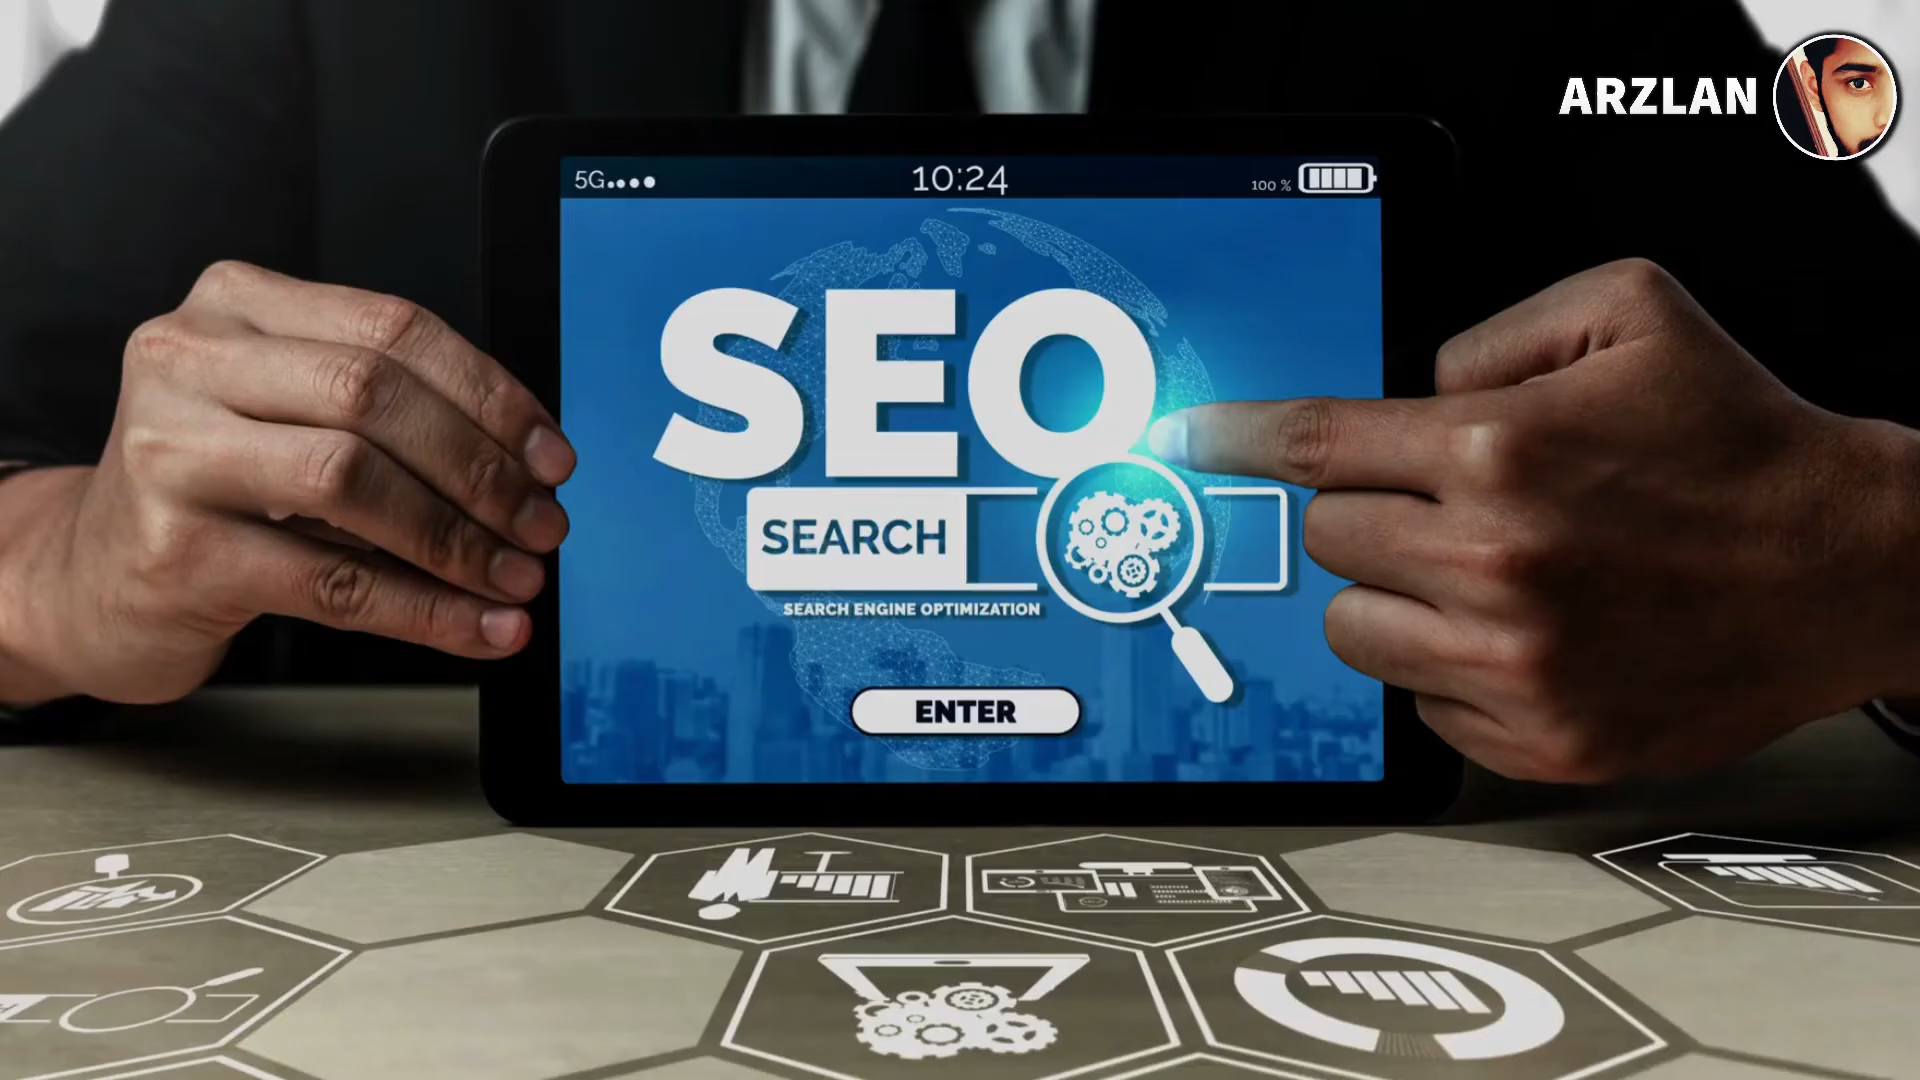 ARZLAN
5G
10:24
100 %
SEO
SEARCH
SEARCH ENGINE OPTIMIZATION
ENTER